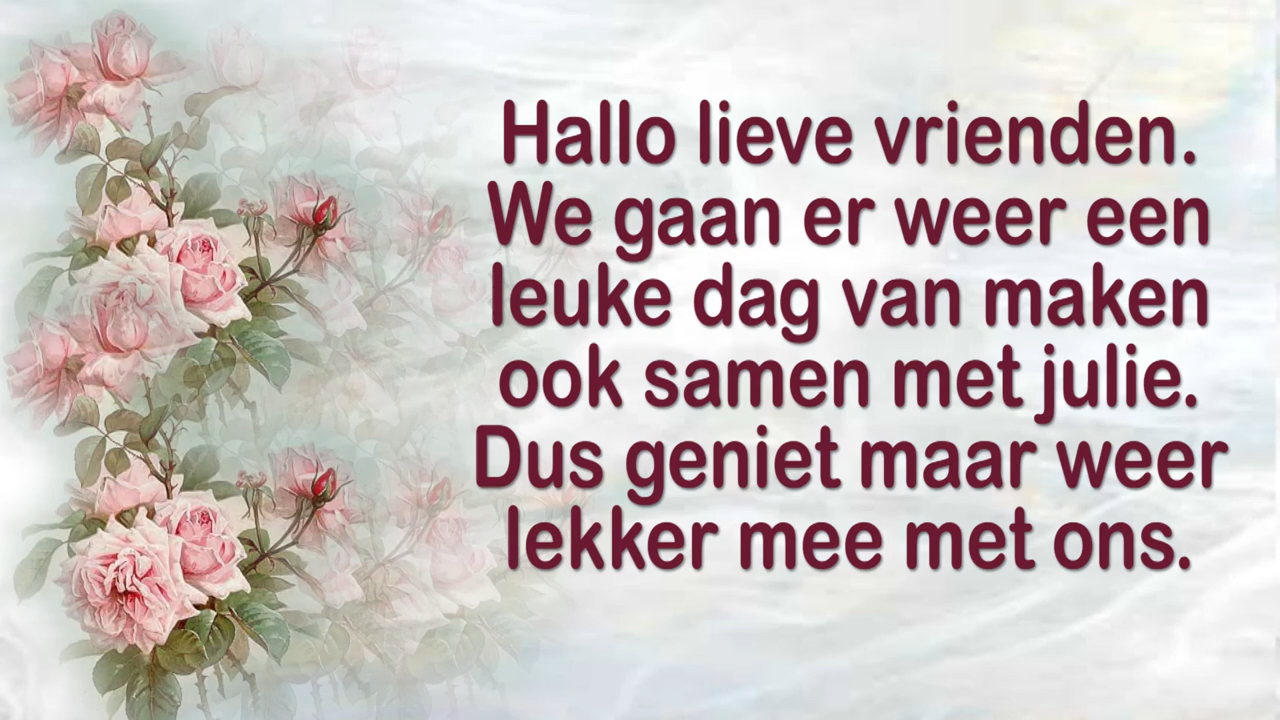 Hallo lieve vrienden.
We gaan er weer een
leuke dag van maken
ook samen met julie.
Dus geniet maar weer
lekker mee met ons.